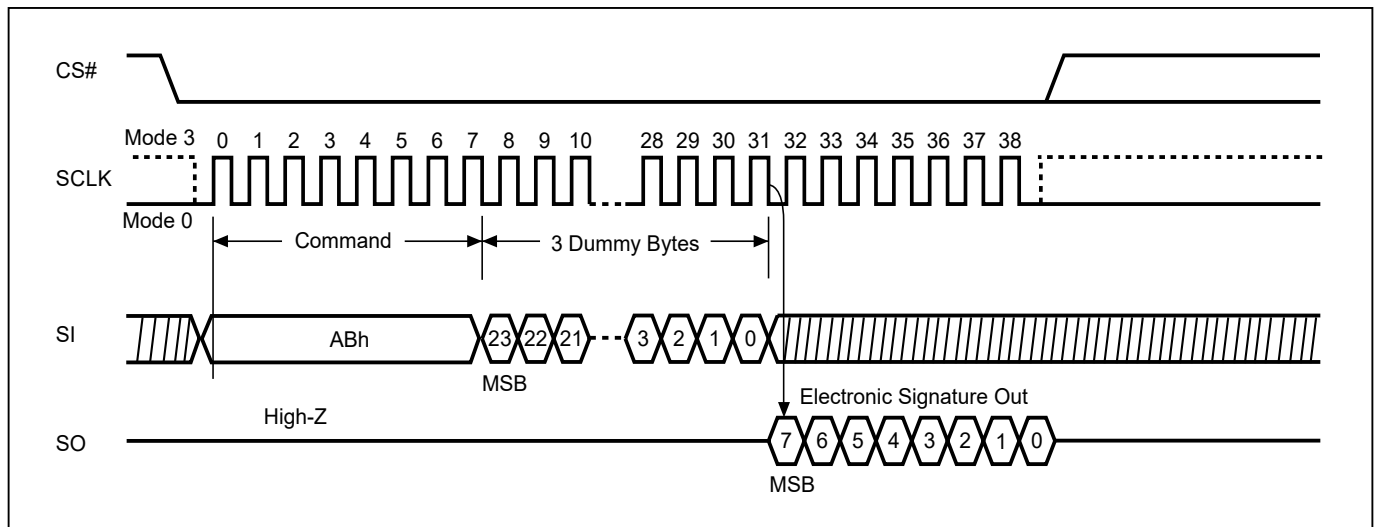 CS#
Mode 3 0 1 2 3 4 5 6 7 8 9 10 28 29 30 31 32 33 34 35 36 37 38
SCLK
Mode 0
Command 3 Dummy Bytes
SI ABh 23 22 21 3 2 1 0
MSB
Electronic Signature Out
High-Z
SO 7 6 5 4 3 2 1 0
MSB